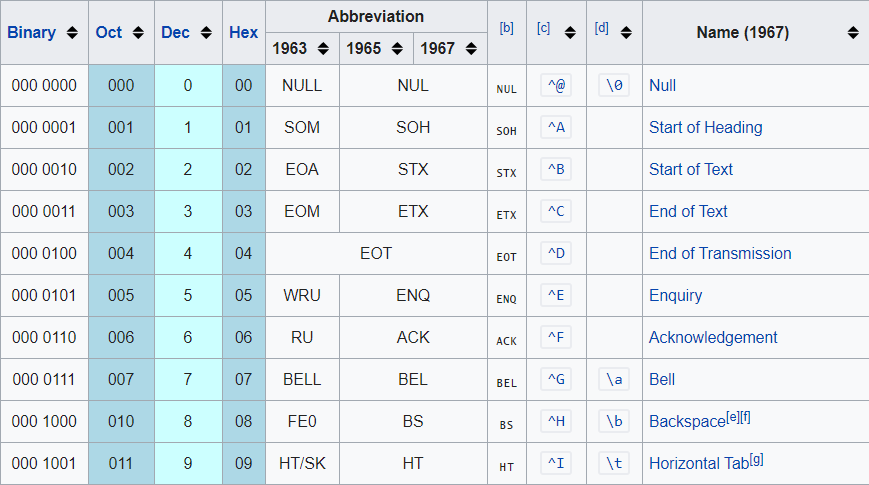 Binary Oct Dec Hex Abbreviation [b] [c] [d] Name (1967)
1963 1965 1967
000 0000 000 0 00 NULL NUL NUL ^@ \0 Null
000 0001 001 1 01 SOM SOH SOH ^A Start of Heading
000 0010 002 2 02 EOA STX STX ^B Start of Text
000 0011 003 3 03 EOM ETX ETX ^C End of Text
000 0100 004 4 04 EOT EOT ^D End of Transmission
000 0101 005 5 05 WRU ENQ ENQ ^E Enquiry
000 0110 006 6 06 RU ACK ACK ^F Acknowledgement
000 0111 007 7 07 BELL BEL BEL ^G \a Bell
000 1000 010 8 08 FE0 BS BS ^H \b Backspace[e][f]
000 1001 011 9 09 HT/SK HT HT ^I \t Horizontal Tab[g]